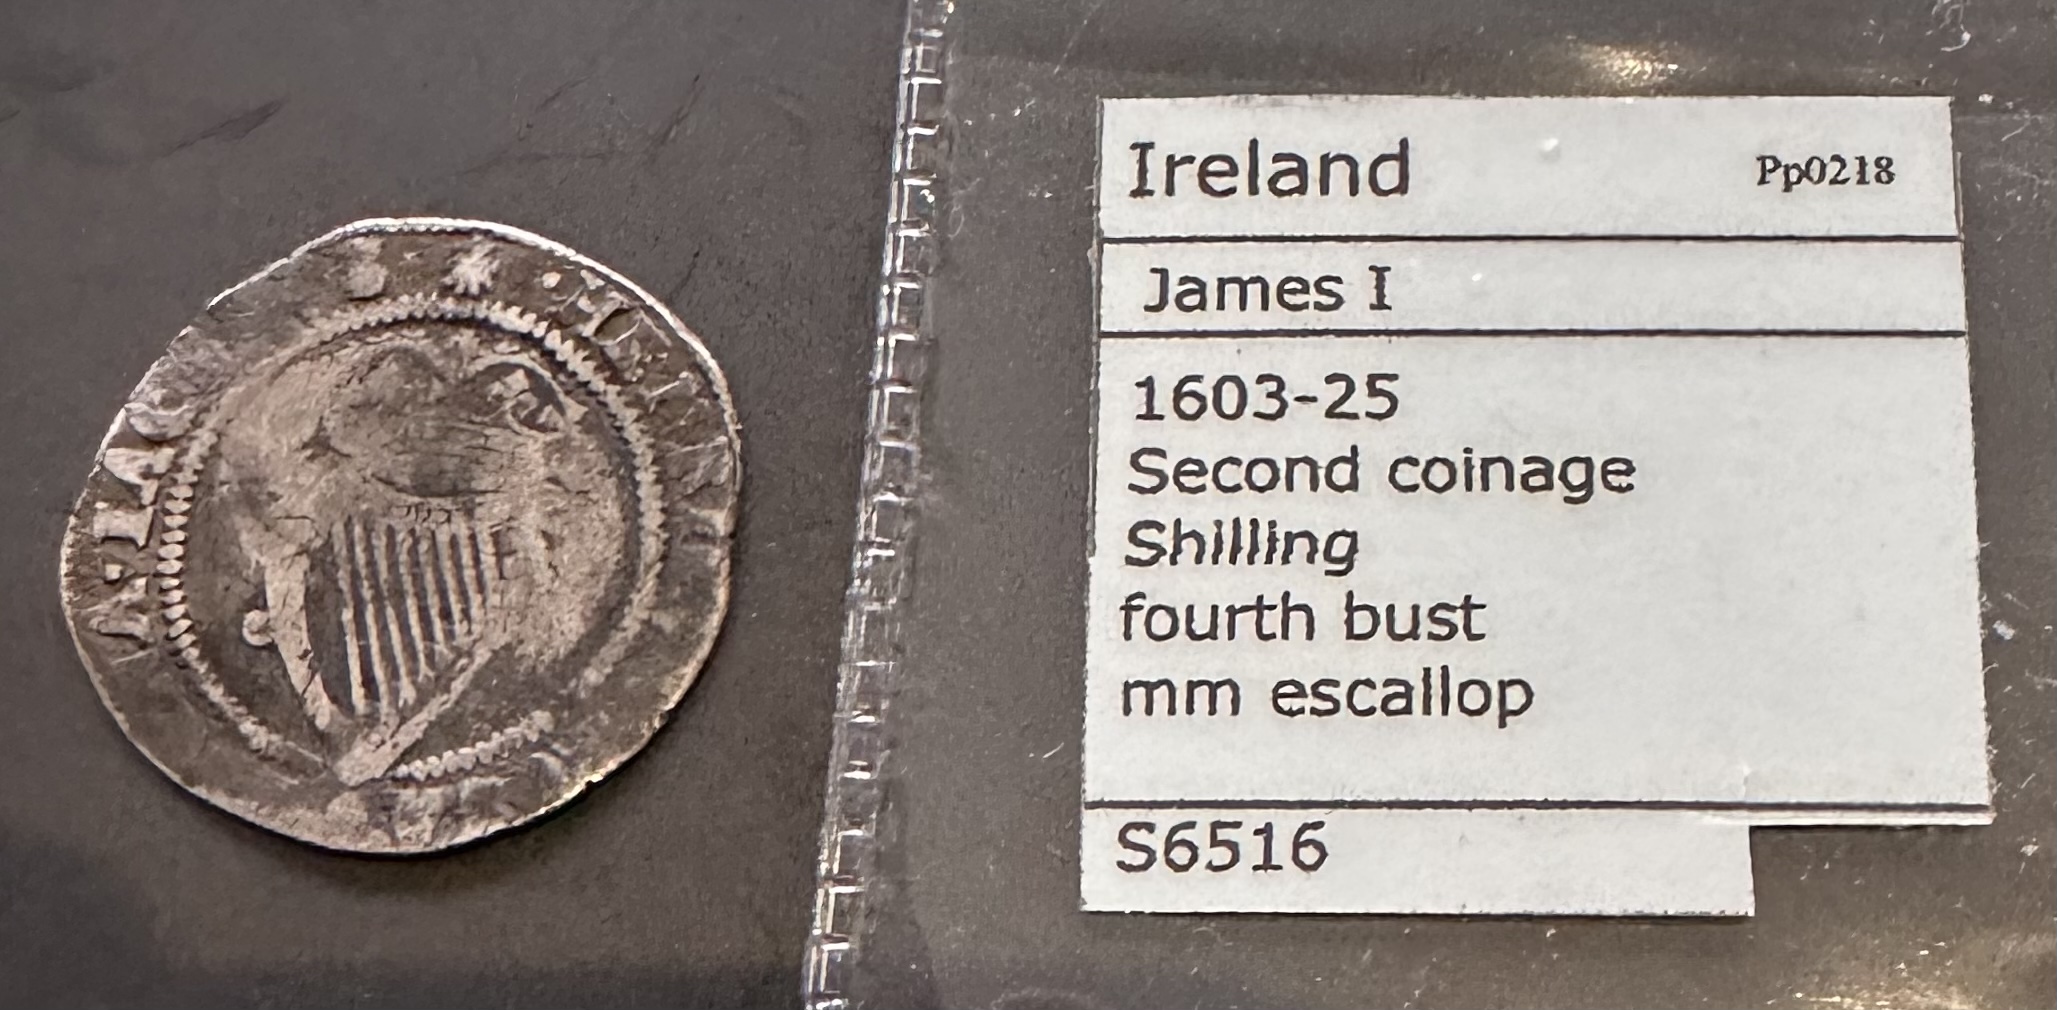 Ireland Pp0218
James I
1603-25
Second coinage
Shilling
fourth bust
mm escallop
S6516